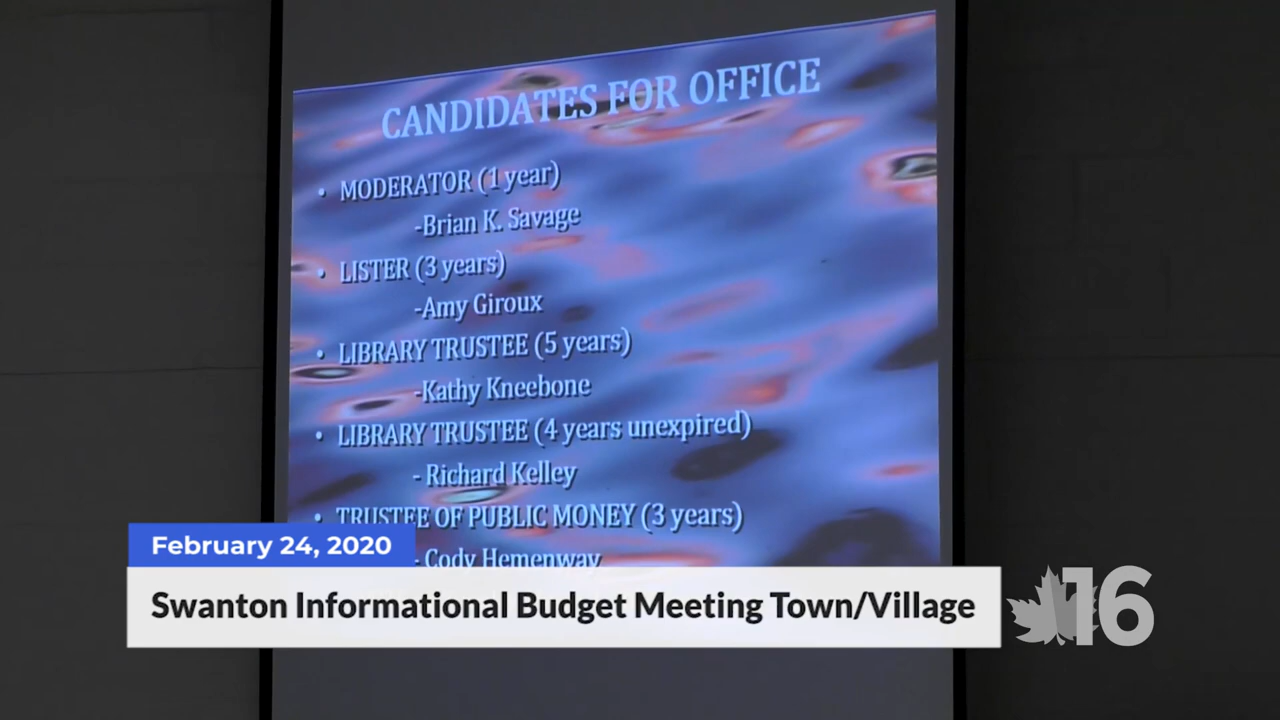 CANDIDATES FOR OFFICE
• MODERATOR (1 year)
-Brian K. Savage
• LISTER (3 years)
-Amy Giroux
• LIBRARY TRUSTEE (5 years)
-Kathy Kneebone
• LIBRARY TRUSTEE (4 years unexpired)
- Richard Kelley
• TRUSTEE OF PUBLIC MONEY (3 years)
- Cody Hemenway
February 24, 2020
Swanton Informational Budget Meeting Town/Village
16